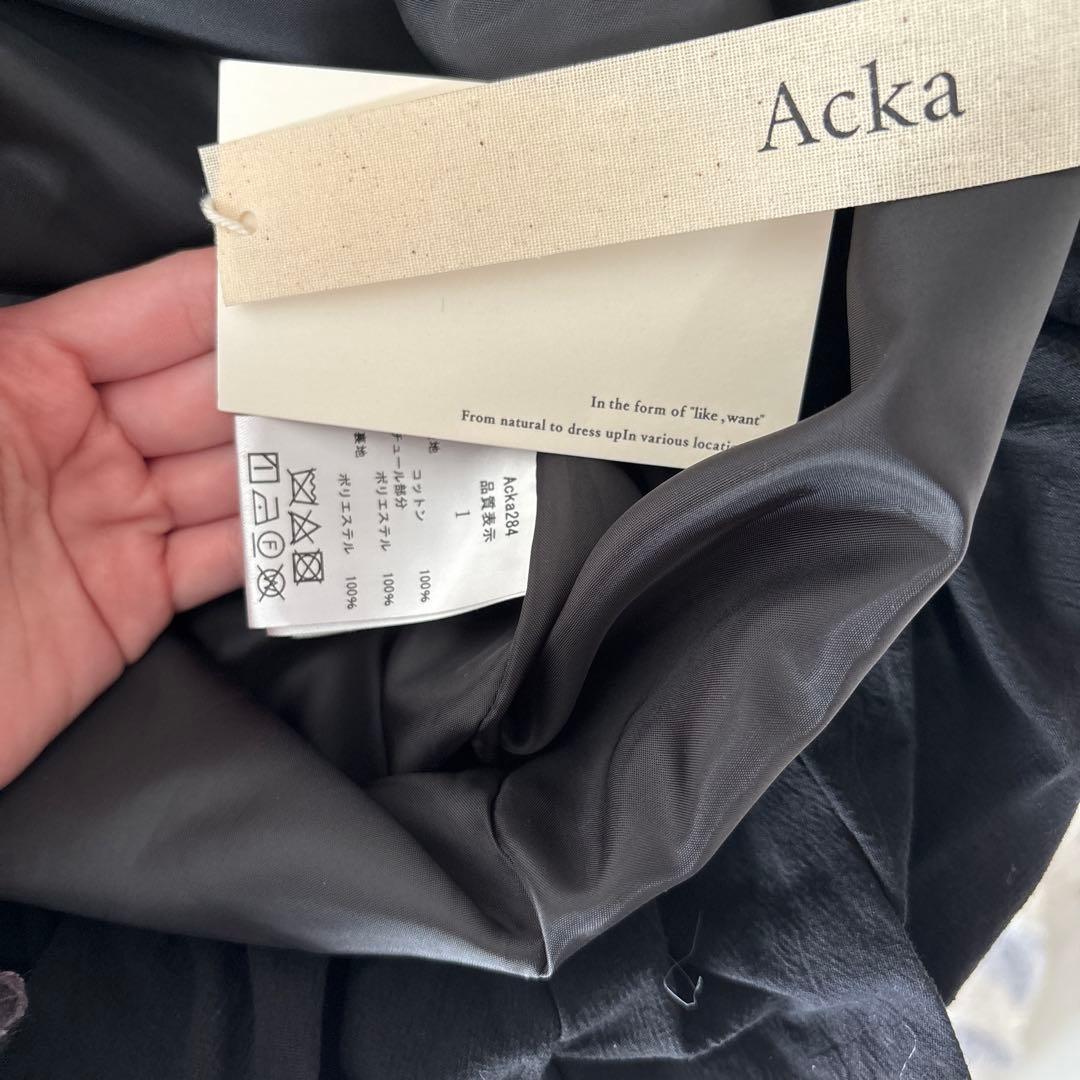 Acka
In the form of "like ,want"
From natural to dress upIn various locati
Acka284
品質表示
1
地
コットン 100%
チュール部分
ポリエステル 100%
裏地
ポリエステル 100%
F
W